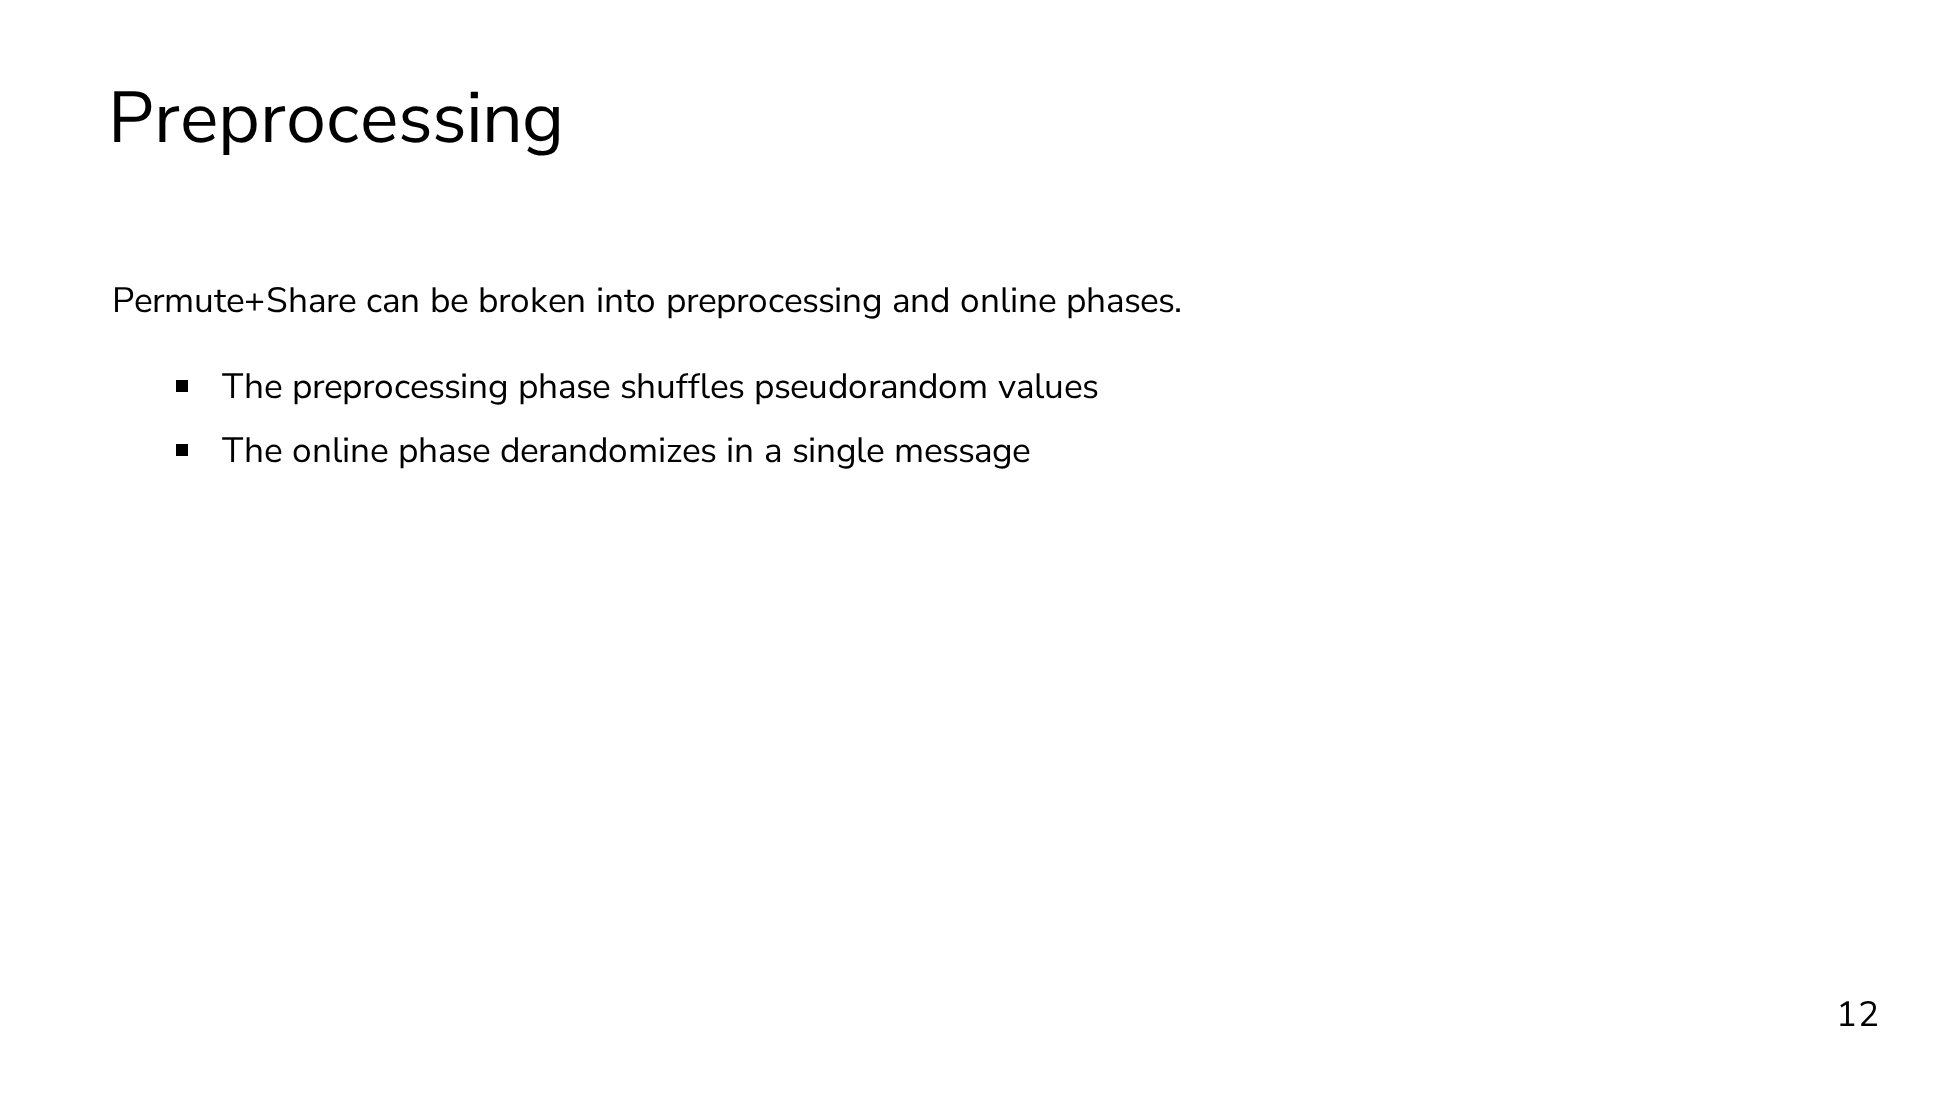 Preprocessing
Permute+Share can be broken into preprocessing and online phases.
▪ The preprocessing phase shuffles pseudorandom values
▪ The online phase derandomizes in a single message
12